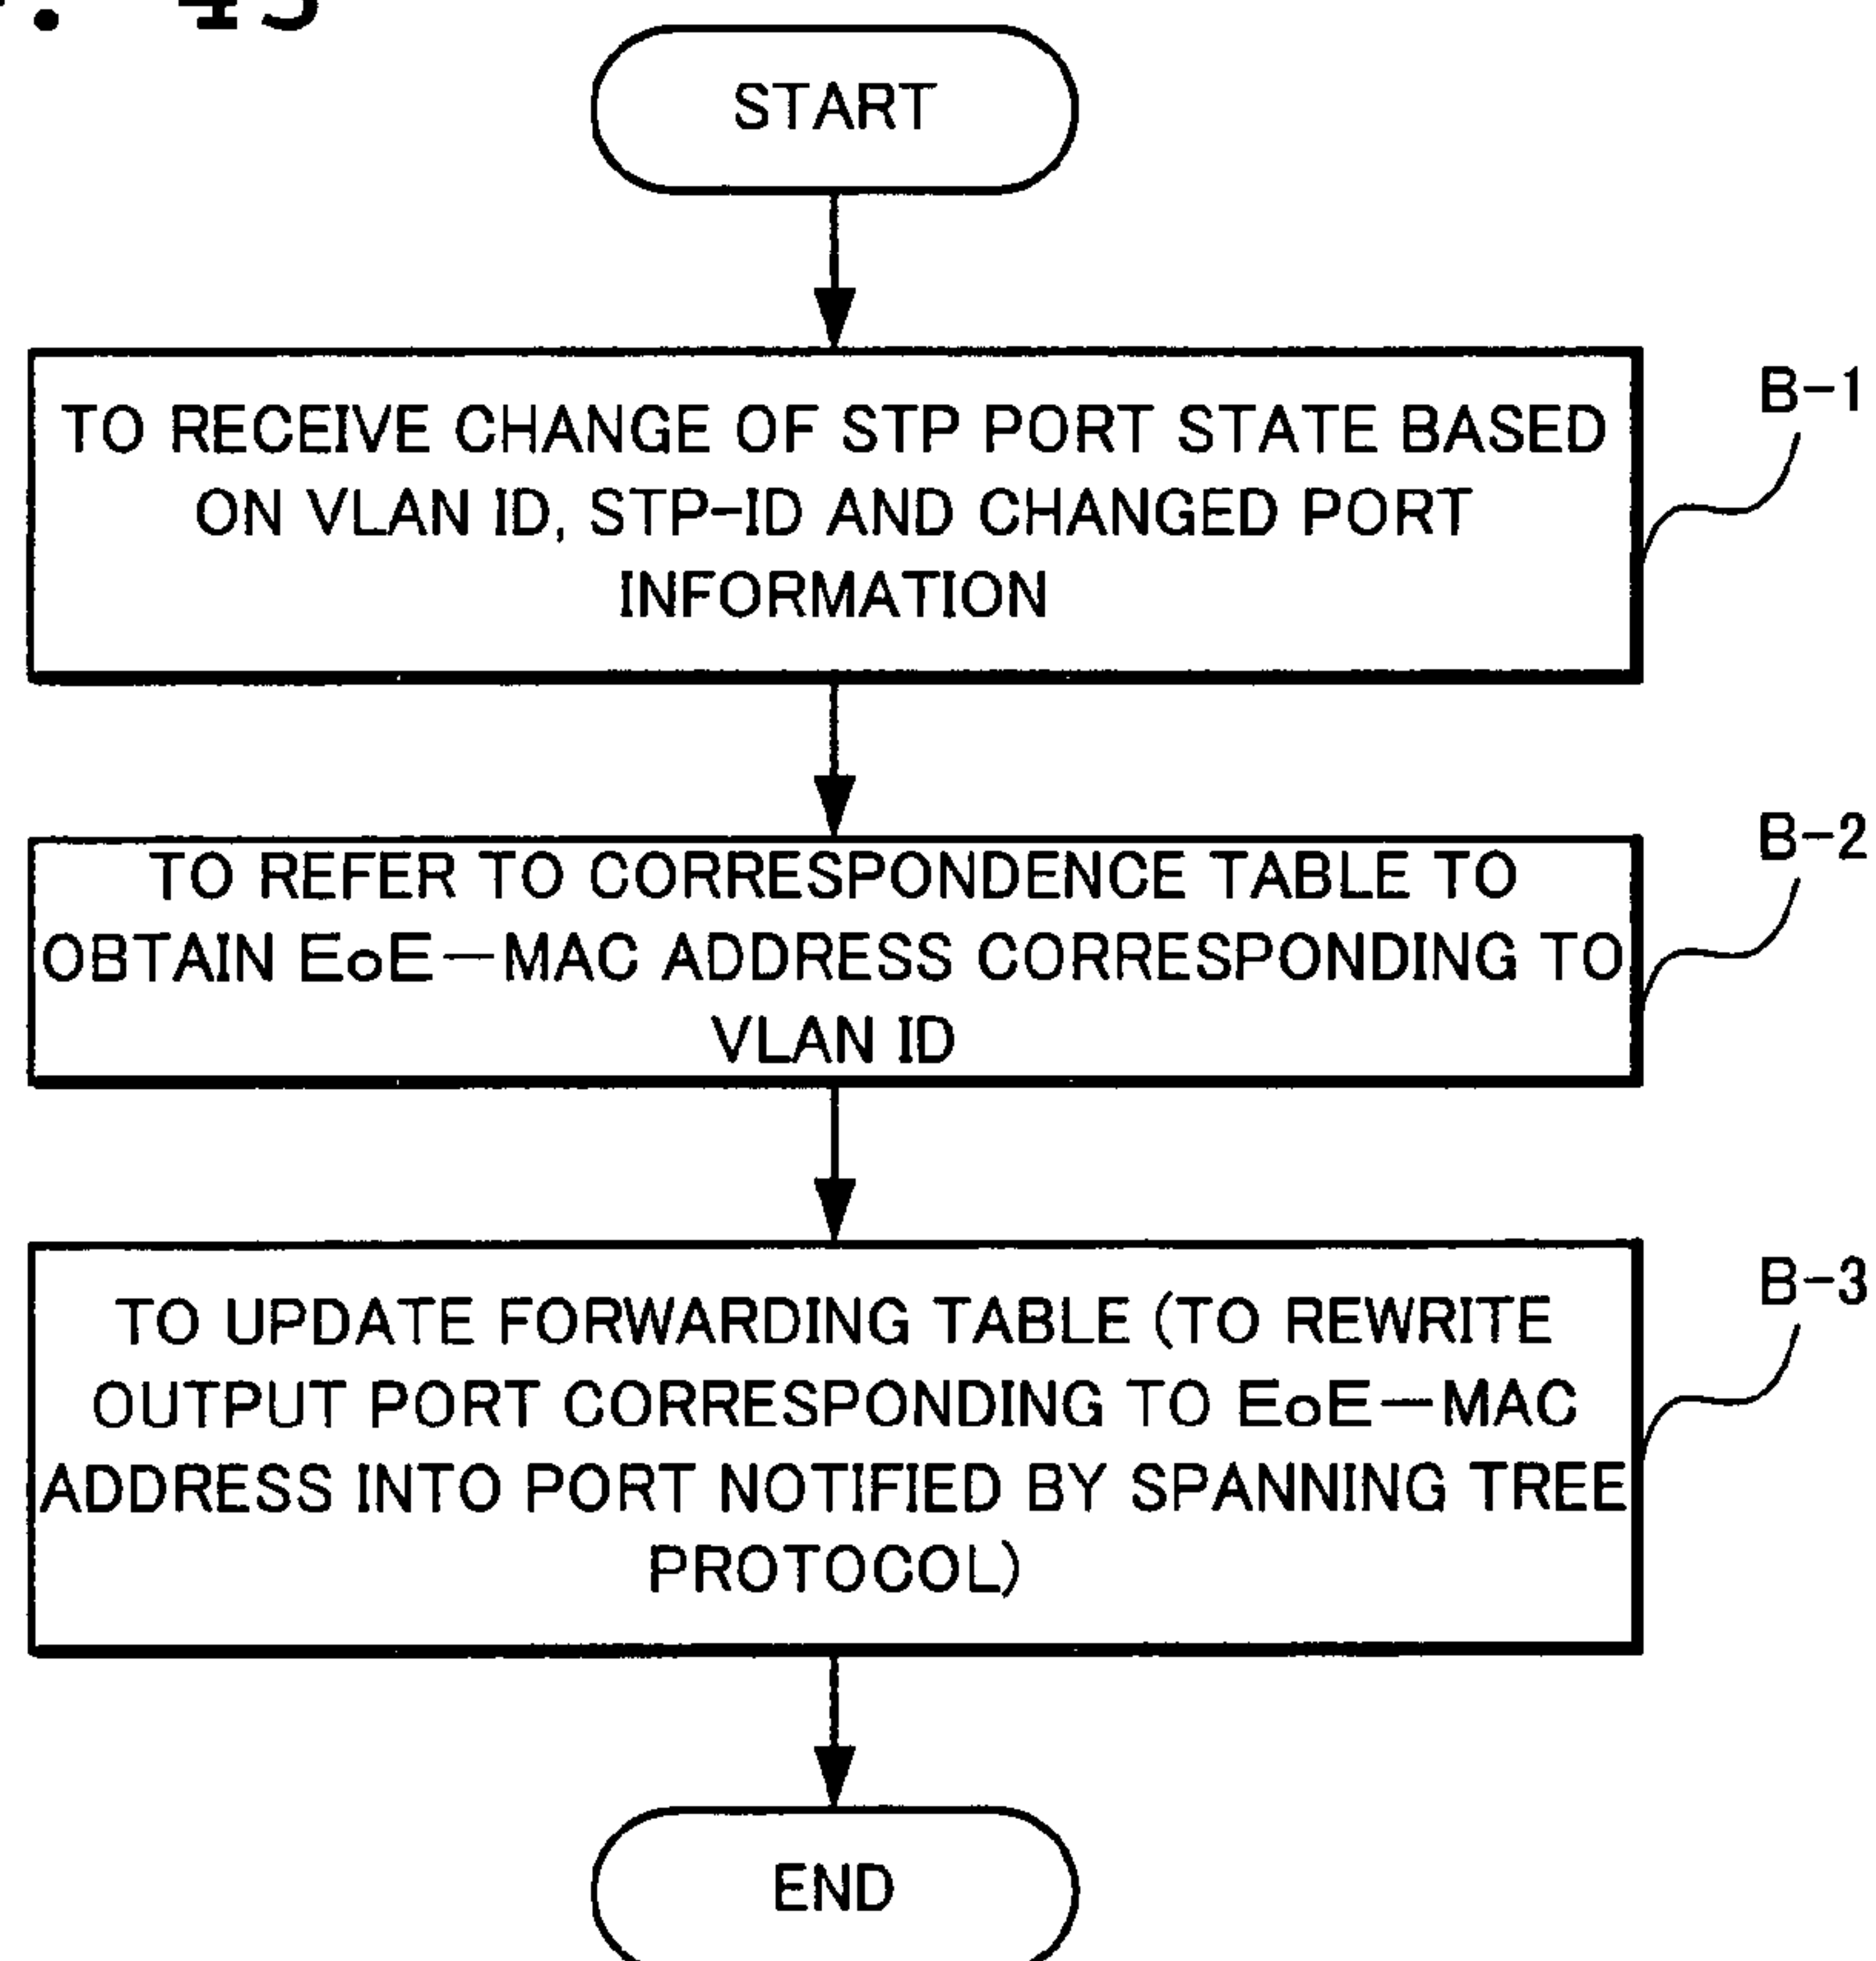 START
B-1
TO RECEIVE CHANGE OF STP PORT STATE BASED
ON VLAN ID, STP-ID AND CHANGED PORT
INFORMATION
B-2
TO REFER TO CORRESPONDENCE TABLE TO
OBTAIN EoE-MAC ADDRESS CORRESPONDING TO
VLAN ID
B-3
TO UPDATE FORWARDING TABLE (TO REWRITE
OUTPUT PORT CORRESPONDING TO EoE-MAC
ADDRESS INTO PORT NOTIFIED BY SPANNING TREE
PROTOCOL)
END